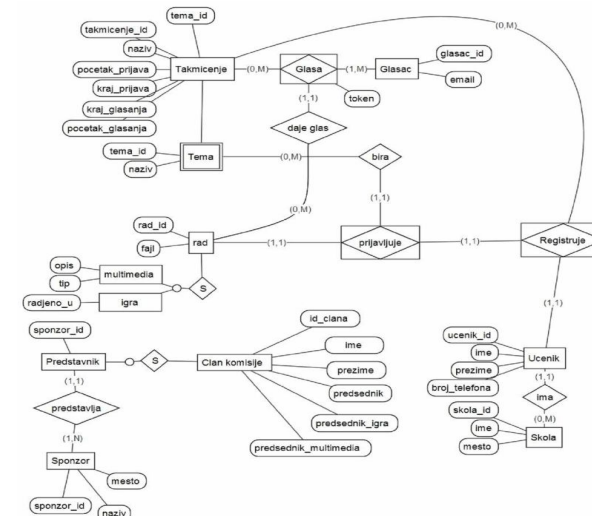 tema_id
takmicenje_id
naziv
pocetak_prijava
kraj_prijava
kraj_glasanja
pocetak_glasanja
Takmicenje
(0,M)
Glasa
(1,M)
Glasac
glasac_id
email
token
(0,M)
(1,1)
daje glas
tema_id
naziv
Tema
(0,M)
bira
(0,M)
(1,1)
rad_id
fajl
rad
(1,1)
prijavljuje
(1,1)
Registruje
opis
tip
multimedia
radjeno_u
igra
S
(1,1)
sponzor_id
Predstavnik
S
Clan komisije
id_clana
ime
prezime
predsednik
predsednik_igra
predsednik_multimedia
(1,1)
predstavlja
(1,N)
Sponzor
mesto
sponzor_id
naziv
ucenik_id
ime
prezime
broj_telefona
Ucenik
(1,1)
ima
(0,M)
skola_id
ime
mesto
Skola